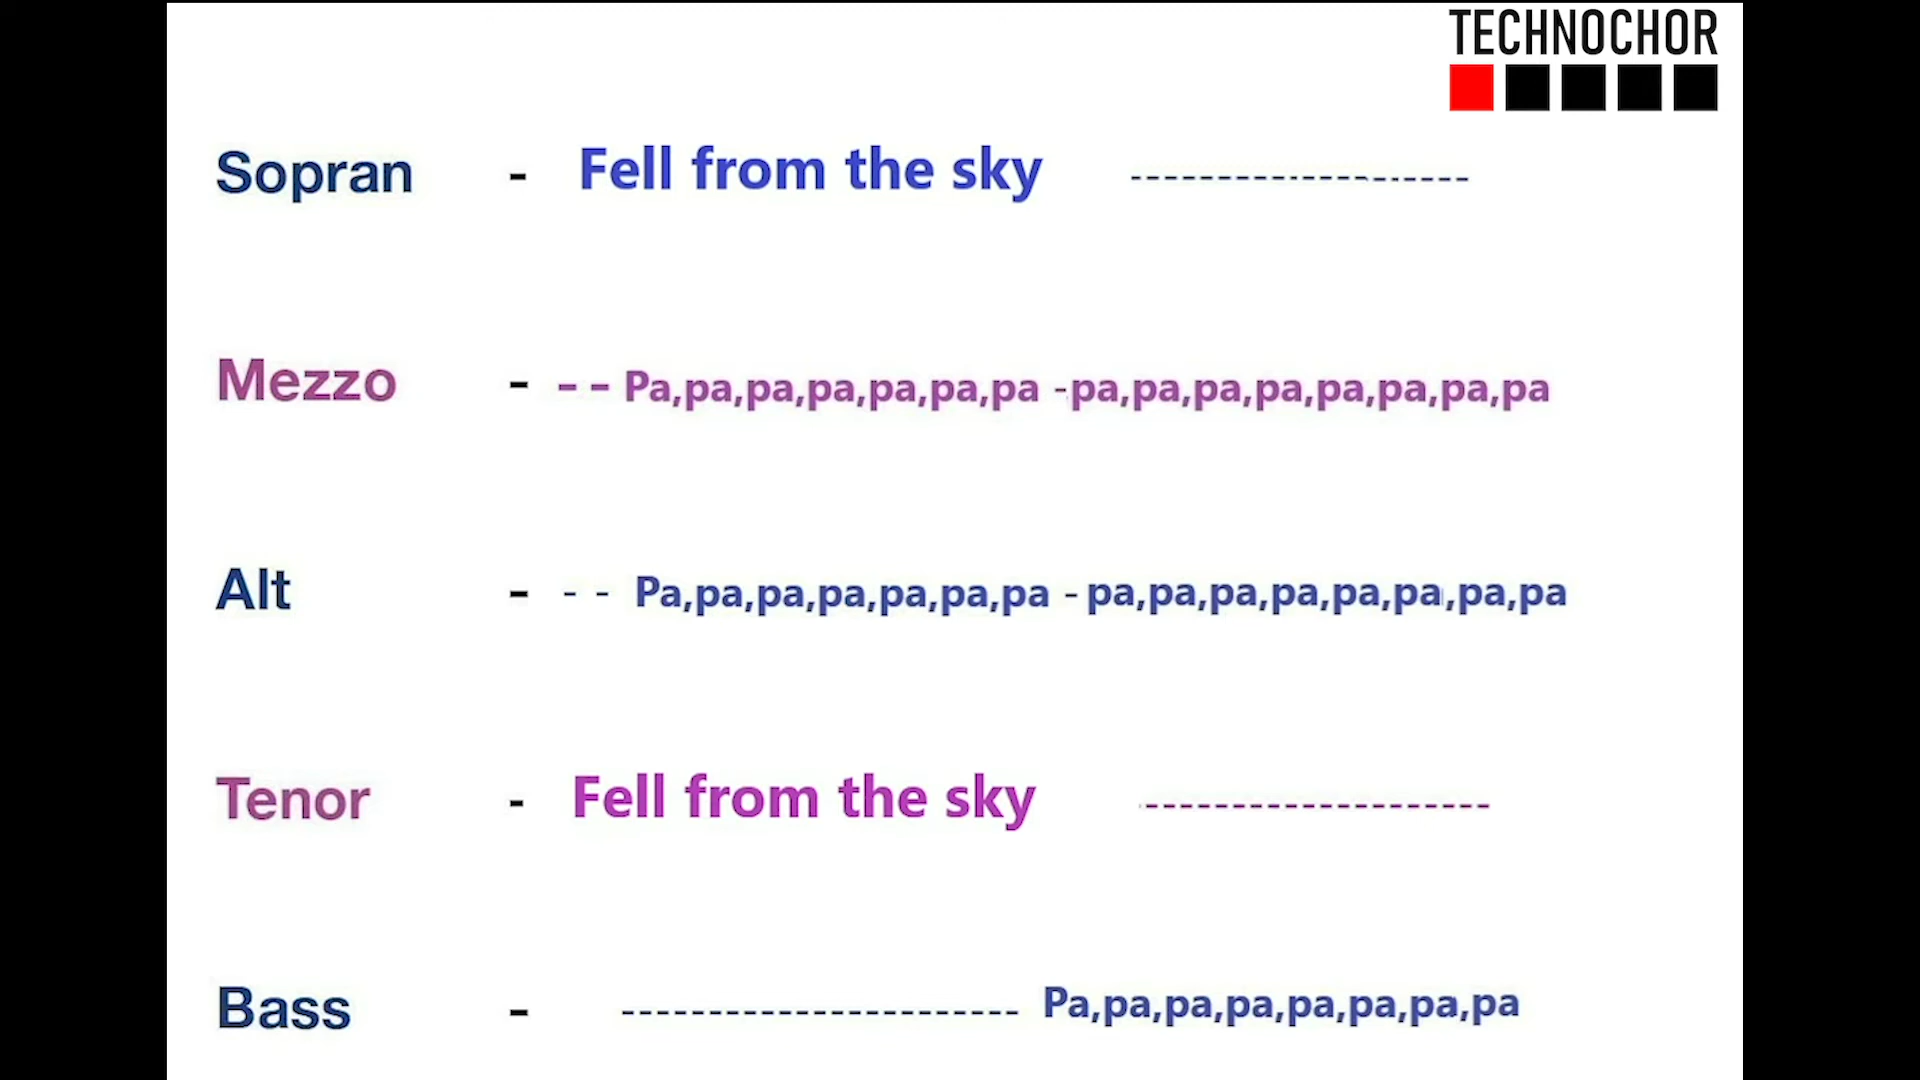 TECHNOCHOR
Sopran - Fell from the sky --------------------
Mezzo - -- Pa,pa,pa,pa,pa,pa,pa -pa,pa,pa,pa,pa,pa,pa,pa
Alt - - - Pa,pa,pa,pa,pa,pa,pa - pa,pa,pa,pa,pa,pa,pa,pa
Tenor - Fell from the sky --------------------
Bass - ----------------------- Pa,pa,pa,pa,pa,pa,pa,pa